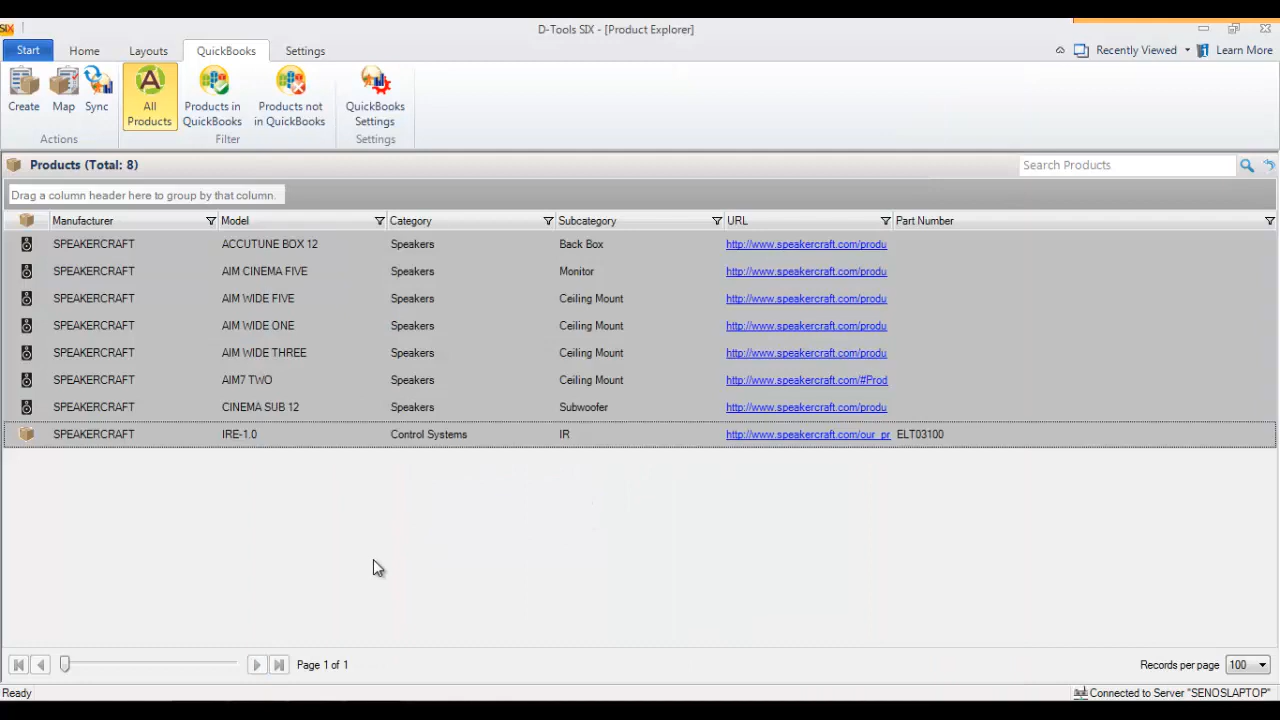 SIX
D-Tools SIX - [Product Explorer]
Start Home Layouts QuickBooks Settings Recently Viewed Learn More
Create Map Sync All Products Products in QuickBooks Products not in QuickBooks QuickBooks Settings
Actions Filter Settings
Products (Total: 8) Search Products
Drag a column header here to group by that column.
Manufacturer Model Category Subcategory URL Part Number
SPEAKERCRAFT ACCUTUNE BOX 12 Speakers Back Box http://www.speakercraft.com/produ
SPEAKERCRAFT AIM CINEMA FIVE Speakers Monitor http://www.speakercraft.com/produ
SPEAKERCRAFT AIM WIDE FIVE Speakers Ceiling Mount http://www.speakercraft.com/produ
SPEAKERCRAFT AIM WIDE ONE Speakers Ceiling Mount http://www.speakercraft.com/produ
SPEAKERCRAFT AIM WIDE THREE Speakers Ceiling Mount http://www.speakercraft.com/produ
SPEAKERCRAFT AIM7 TWO Speakers Ceiling Mount http://www.speakercraft.com/#Prod
SPEAKERCRAFT CINEMA SUB 12 Speakers Subwoofer http://www.speakercraft.com/produ
SPEAKERCRAFT IRE-1.0 Control Systems IR http://www.speakercraft.com/our_pr ELT03100
Page 1 of 1 Records per page 100
Ready Connected to Server "SENOSLAPTOP"